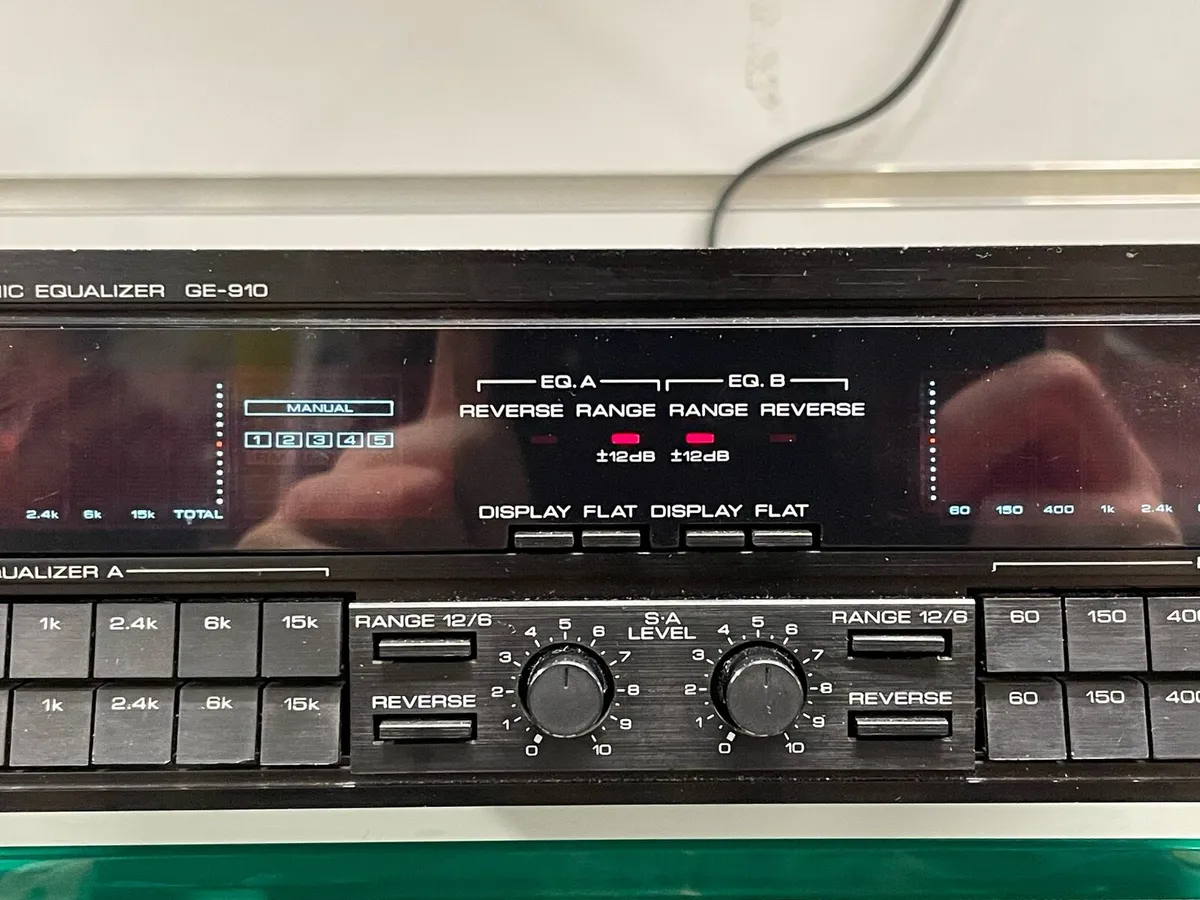 IC EQUALIZER GE-910
EQ. A EQ. B
REVERSE RANGE RANGE REVERSE
±12dB ±12dB
MANUAL
1 2 3 4 5
2.4k 6k 15k TOTAL
DISPLAY FLAT DISPLAY FLAT
60 150 400 1k 2.4k
QUALIZER A
1k 2.4k 6k 15k
1k 2.4k 6k 15k
RANGE 12/6
REVERSE
S·A
LEVEL
0 1 2 3 4 5 6 7 8 9 10
0 1 2 3 4 5 6 7 8 9 10
RANGE 12/6
REVERSE
60 150 400
60 150 400